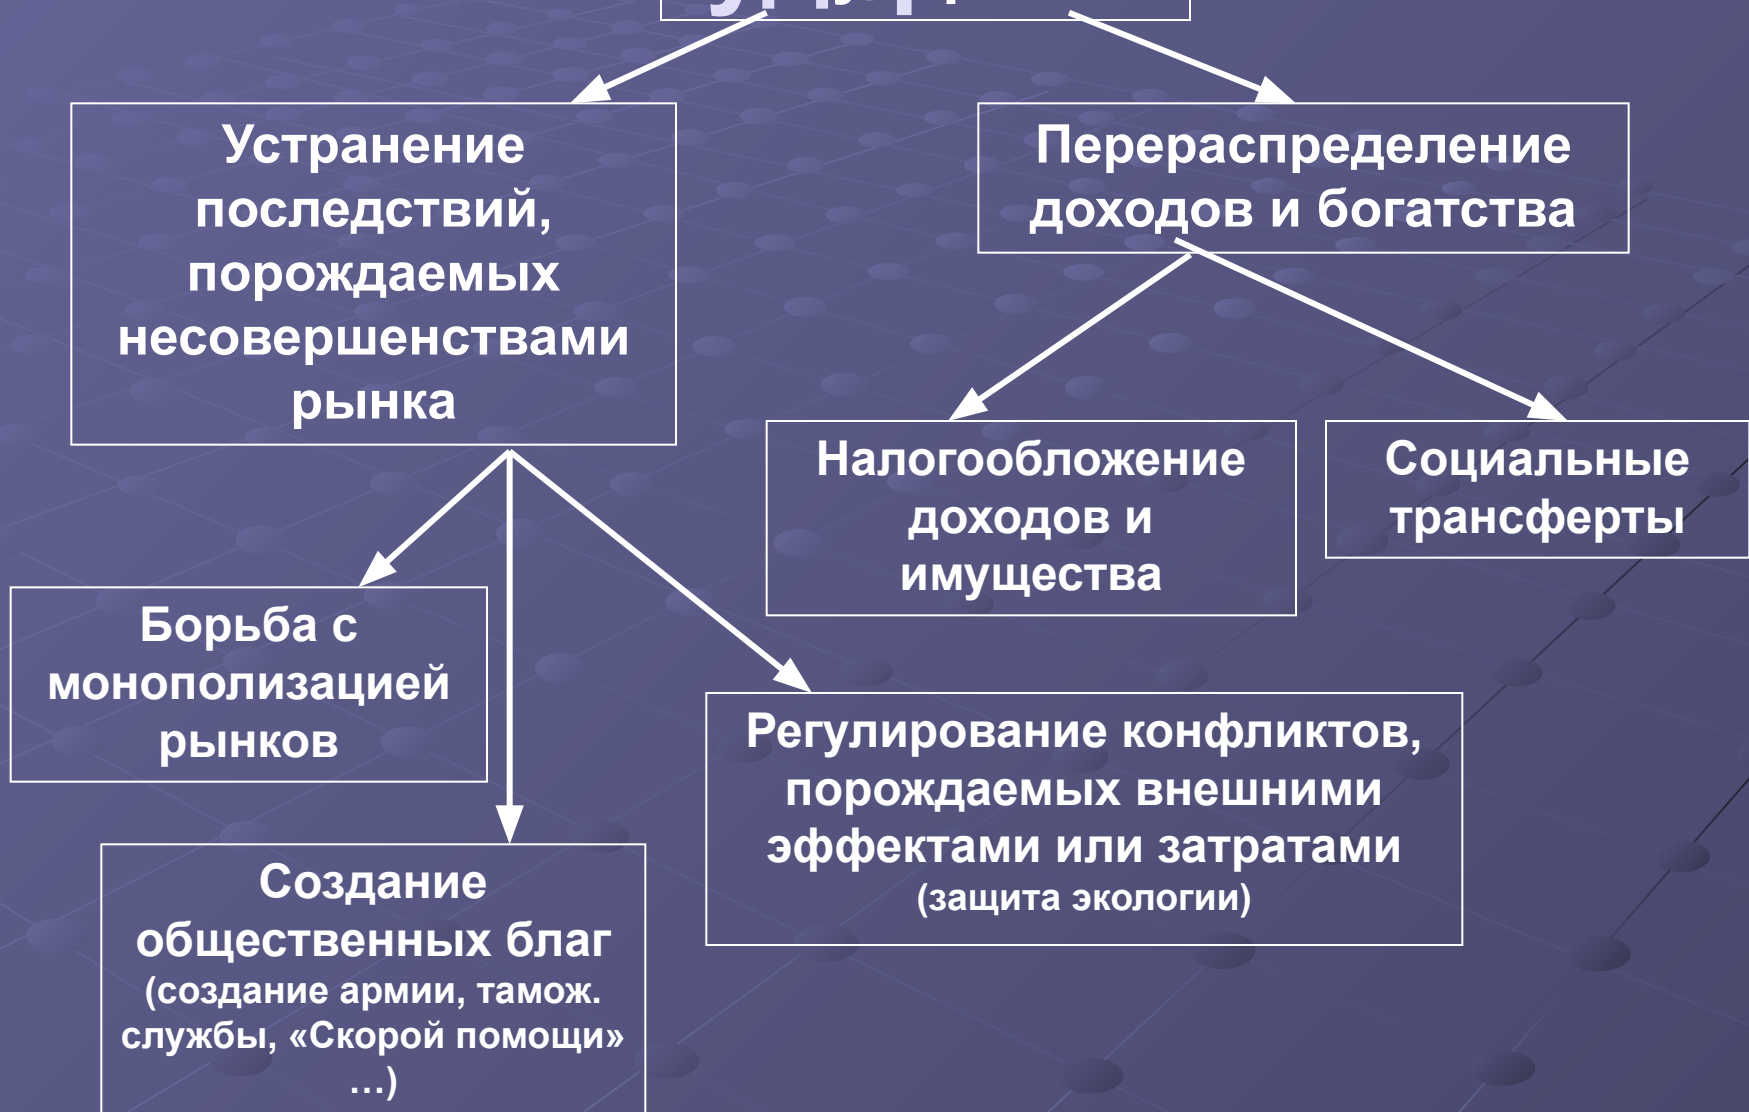 Устранение
последствий,
порождаемых
несовершенствами
рынка
Перераспределение
доходов и богатства
Налогообложение
доходов и
имущества
Социальные
трансферты
Борьба с
монополизацией
рынков
Регулирование конфликтов,
порождаемых внешними
эффектами или затратами
(защита экологии)
Создание
общественных благ
(создание армии, тамож.
службы, «Скорой помощи»
…)